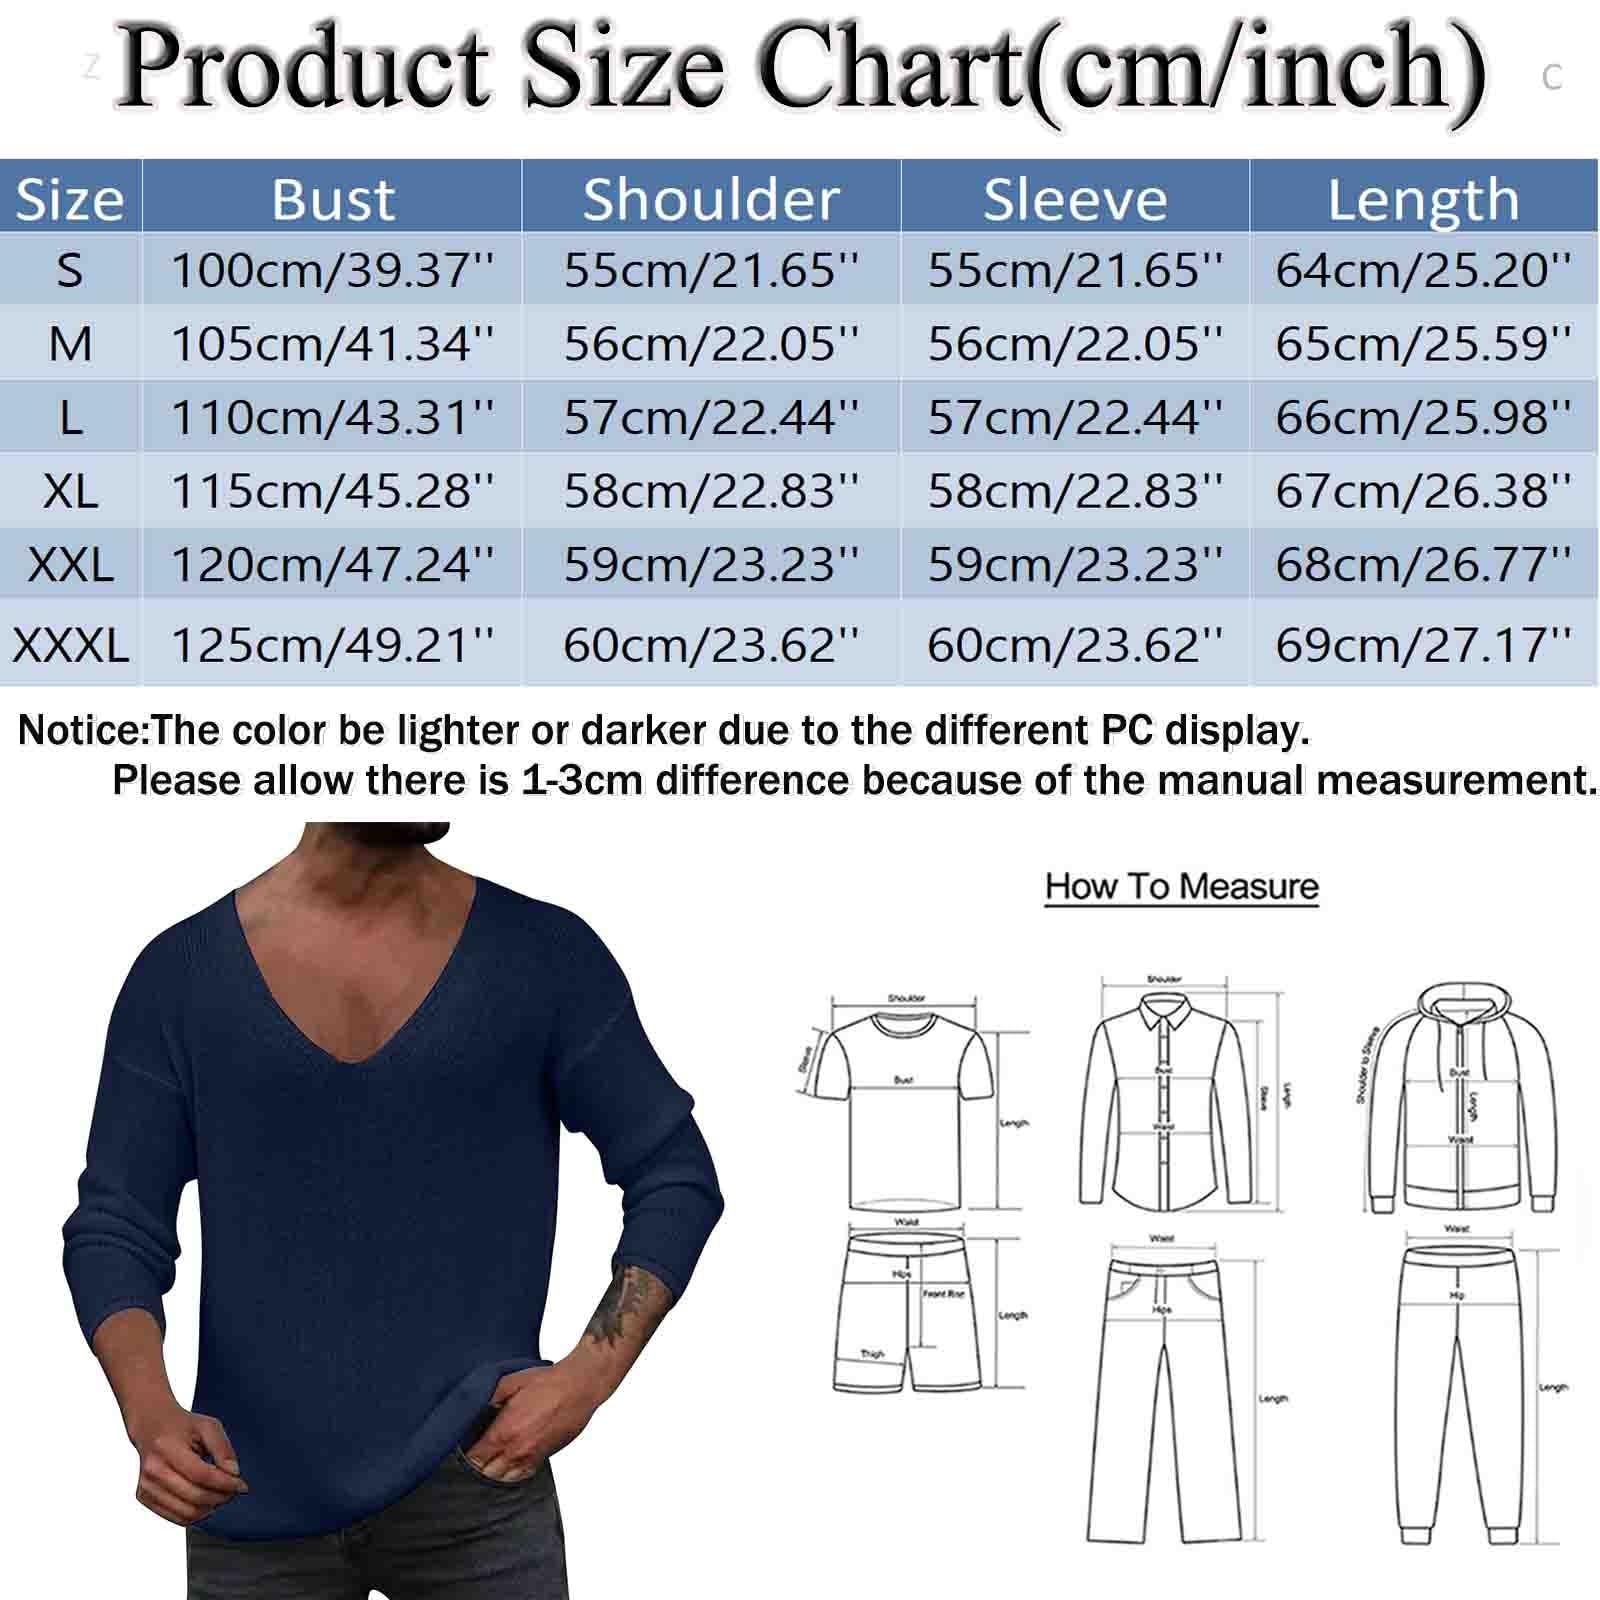 Z
Product Size Chart(cm/inch)
C
Size Bust Shoulder Sleeve Length
S 100cm/39.37'' 55cm/21.65'' 55cm/21.65'' 64cm/25.20''
M 105cm/41.34'' 56cm/22.05'' 56cm/22.05'' 65cm/25.59''
L 110cm/43.31'' 57cm/22.44'' 57cm/22.44'' 66cm/25.98''
XL 115cm/45.28'' 58cm/22.83'' 58cm/22.83'' 67cm/26.38''
XXL 120cm/47.24'' 59cm/23.23'' 59cm/23.23'' 68cm/26.77''
XXXL 125cm/49.21'' 60cm/23.62'' 60cm/23.62'' 69cm/27.17''
Notice:The color be lighter or darker due to the different PC display.
Please allow there is 1-3cm difference because of the manual measurement.
How To Measure
Shoulder
Sleeve
Bust
Length
Shoulder
Bust
Waist
Sleeve
Length
Shoulder to Sleeve
Bust
Length
Waist
Waist
Hips
Front Rise
Length
Thigh
Waist
Hips
Length
Waist
Hip
Length